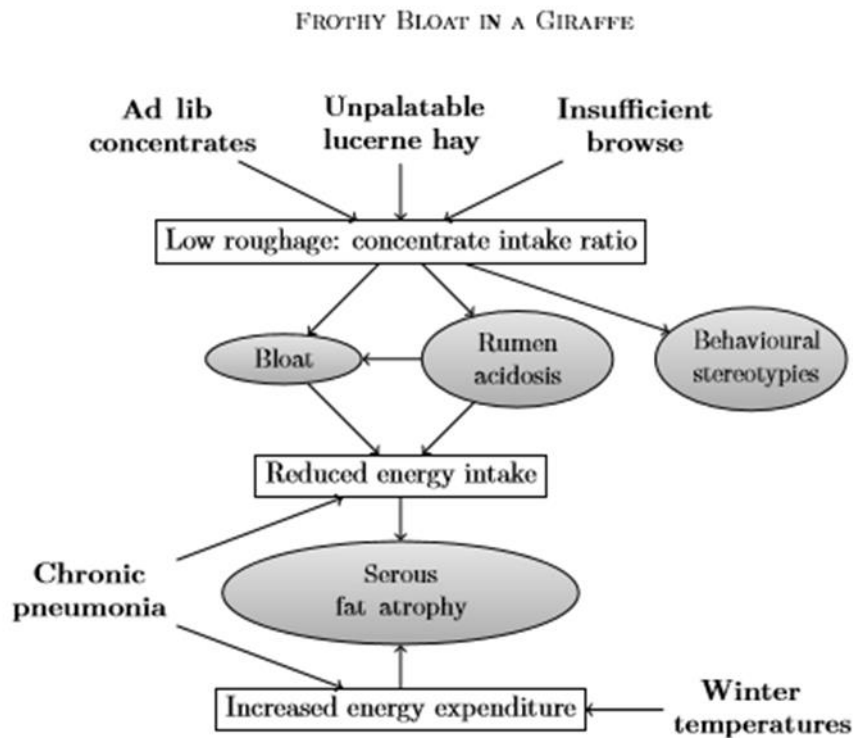 FROTHY BLOAT IN A GIRAFFE
Ad lib
concentrates
Unpalatable
lucerne hay
Insufficient
browse
Low roughage: concentrate intake ratio
Bloat
Rumen
acidosis
Behavioural
stereotypies
Reduced energy intake
Chronic
pneumonia
Serous
fat atrophy
Increased energy expenditure
Winter
temperatures